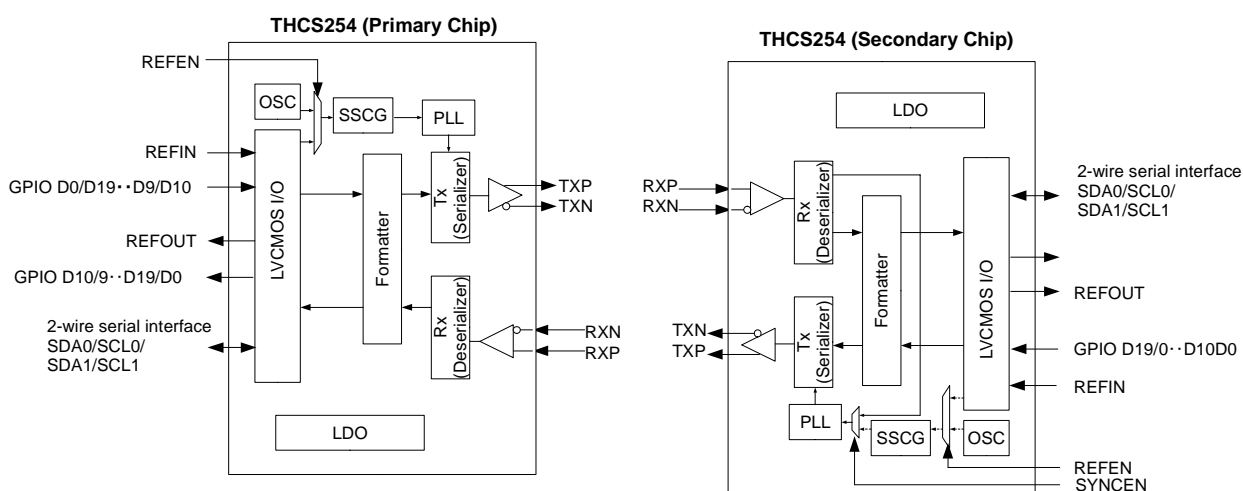 THCS254 (Primary Chip)
REFEN
OSC
SSCG
PLL
REFIN
GPIO D0/D19··D9/D10
REFOUT
GPIO D10/9··D19/D0
2-wire serial interface
SDA0/SCL0/
SDA1/SCL1
LVCMOS I/O
Formatter
Tx
(Serializer)
TXP
TXN
Rx
(Deserializer)
RXN
RXP
LDO
THCS254 (Secondary Chip)
LDO
RXP
RXN
Rx
(Deserializer)
TXN
TXP
Tx
(Serializer)
Formatter
LVCMOS I/O
2-wire serial interface
SDA0/SCL0/
SDA1/SCL1
REFOUT
GPIO D19/0··D10D0
REFIN
PLL
SSCG
OSC
REFEN
SYNCEN